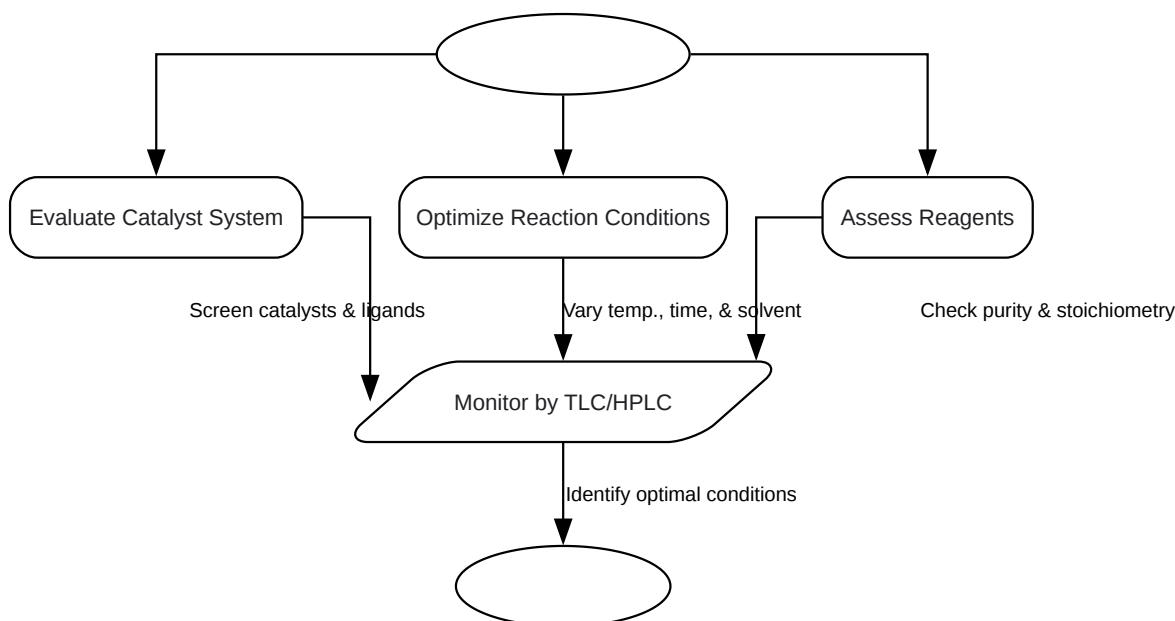 Evaluate Catalyst System
Optimize Reaction Conditions
Assess Reagents
Screen catalysts & ligands
Vary temp., time, & solvent
Check purity & stoichiometry
Monitor by TLC/HPLC
Identify optimal conditions